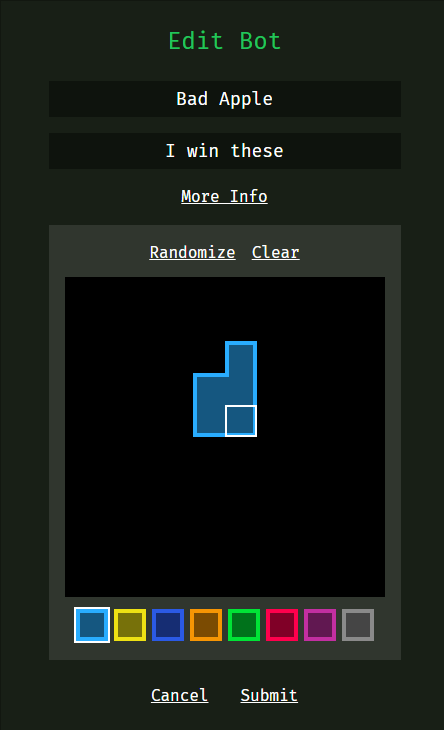 Edit Bot
Bad Apple
I win these
More Info
Randomize Clear
Cancel Submit